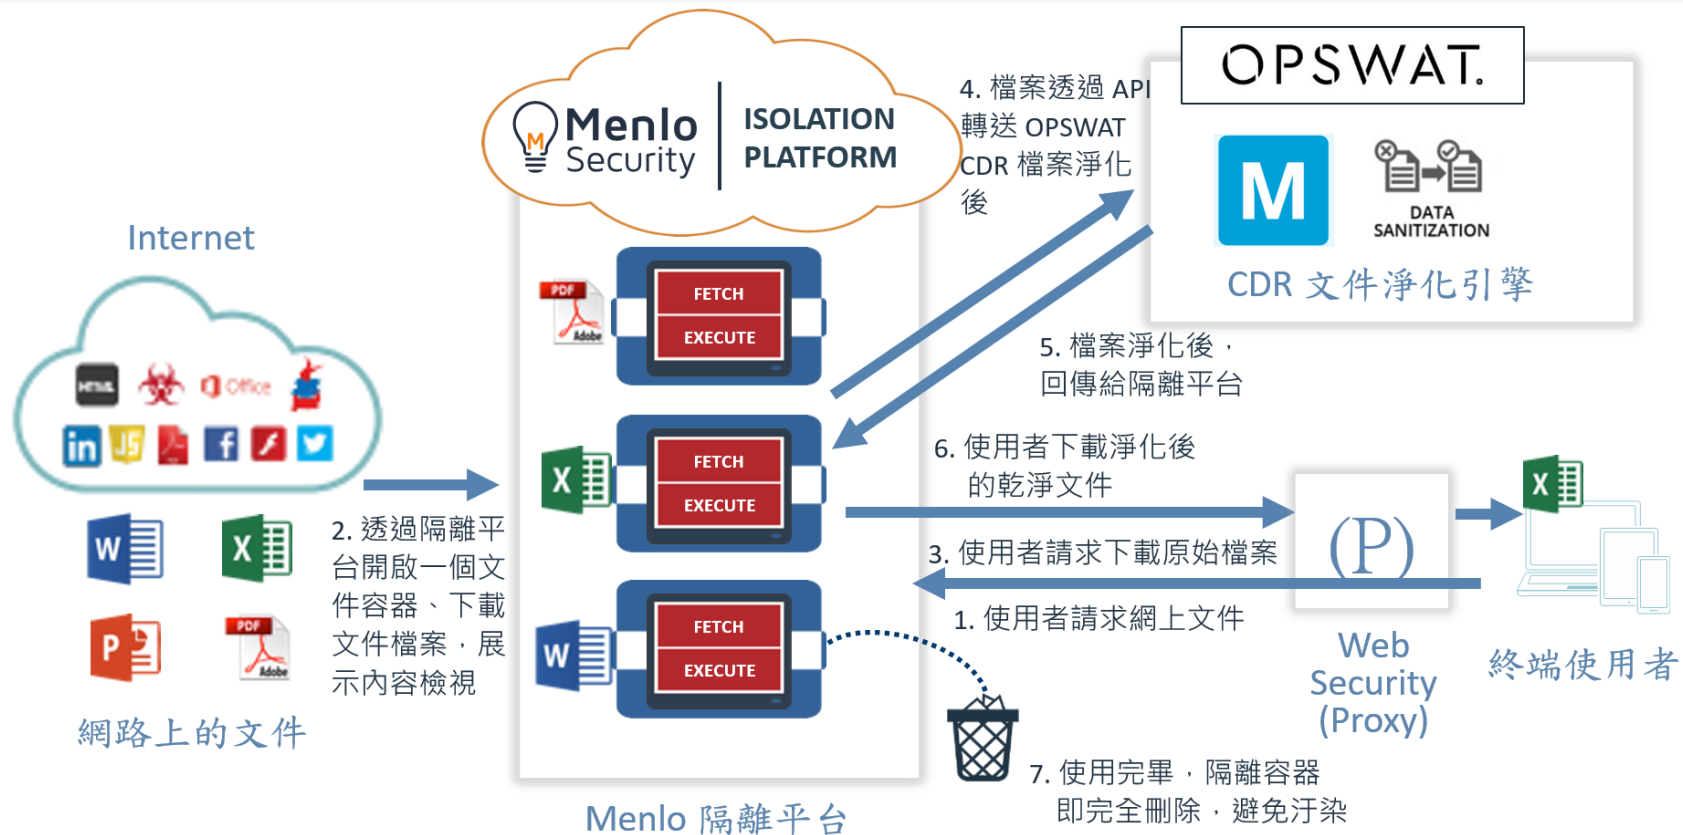 Internet
HTML
Office
in
JS
f
W
X
P
PDF
Adobe
網路上的文件
2. 透過隔離平
台開啟一個文
件容器、下載
文件檔案，展
示內容檢視
M
Menlo
Security
ISOLATION
PLATFORM
PDF
Adobe
FETCH
EXECUTE
X
FETCH
EXECUTE
W
FETCH
EXECUTE
Menlo 隔離平台
4. 檔案透過 API
轉送 OPSWAT
CDR 檔案淨化
後
OPSWAT.
M
DATA
SANITIZATION
CDR 文件淨化引擎
5. 檔案淨化後，
回傳給隔離平台
6. 使用者下載淨化後
的乾淨文件
3. 使用者請求下載原始檔案
1. 使用者請求網上文件
(P)
Web
Security
(Proxy)
X
終端使用者
7. 使用完畢，隔離容器
即完全刪除，避免汙染